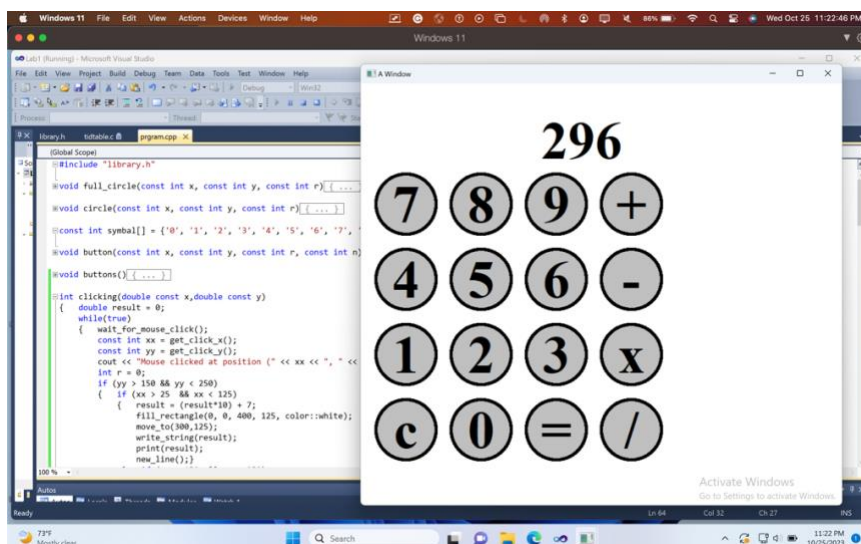 Windows 11 File Edit View Actions Devices Window Help 86% Wed Oct 25 11:22:46 PM
Windows 11
Lab1 (Running) - Microsoft Visual Studio
File Edit View Project Build Debug Team Data Tools Test Window Help
Debug Win32
Process: Thread:
library.h tidtable.c prgram.cpp X
(Global Scope)
#include "library.h"
void full_circle(const int x, const int y, const int r){ ... }
void circle(const int x, const int y, const int r){ ... }
const int symbal[] = {'0', '1', '2', '3', '4', '5', '6', '7', '
void button(const int x, const int y, const int r, const int n)
void buttons(){ ... }
int clicking(double const x,double const y)
{ double result = 0;
while(true)
{ wait_for_mouse_click();
const int xx = get_click_x();
const int yy = get_click_y();
cout << "Mouse clicked at position (" << xx << ", " <<
int r = 0;
if (yy > 150 && yy < 250)
{ if (xx > 25 && xx < 125)
{ result = (result*10) + 7;
fill_rectangle(0, 0, 400, 125, color::white);
move_to(300,125);
write_string(result);
print(result);
new_line();}
100 %
Autos
Ready Ln 64 Col 32 Ch 27 INS
A Window
296
7 8 9 +
4 5 6 -
1 2 3 x
c 0 = /
Activate Windows
Go to Settings to activate Windows.
73°F
Mostly clear
Search
11:22 PM
10/25/2023